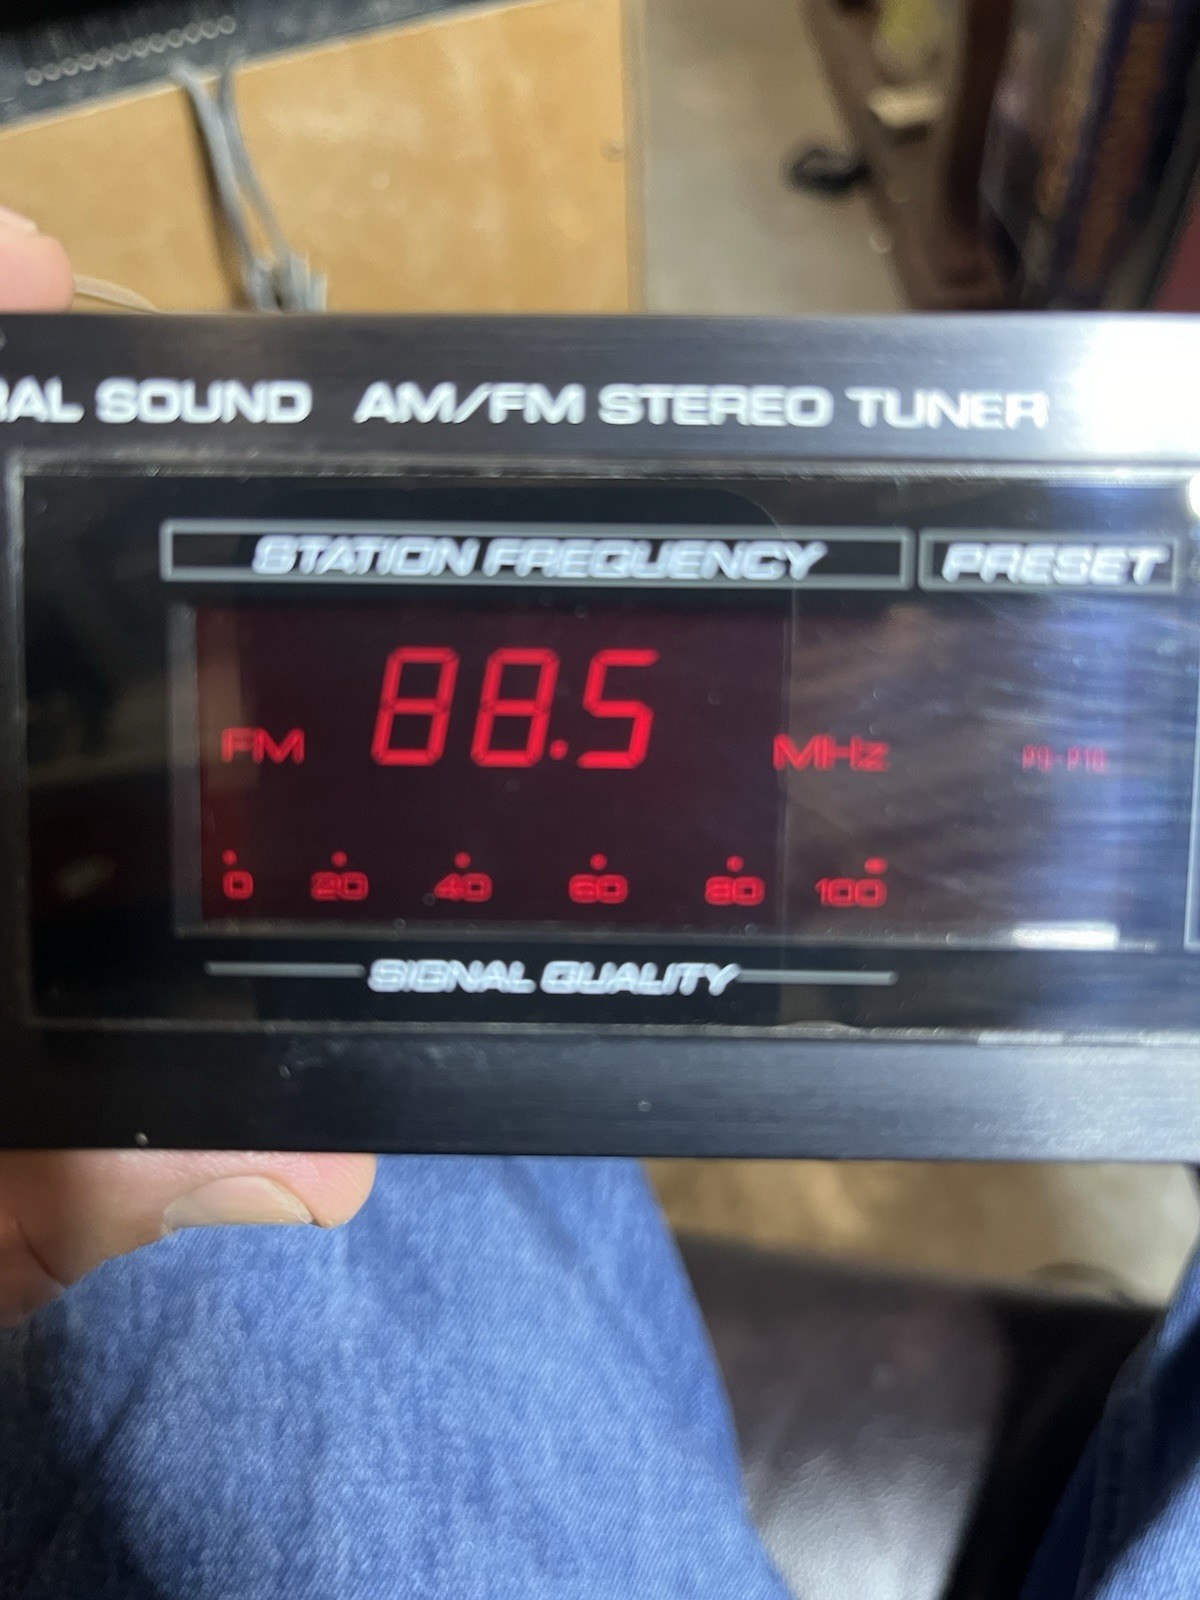 RAL SOUND AM/FM STEREO TUNER
STATION FREQUENCY PRESET
FM 88.5 MHz
0 20 40 60 80 100
SIGNAL QUALITY